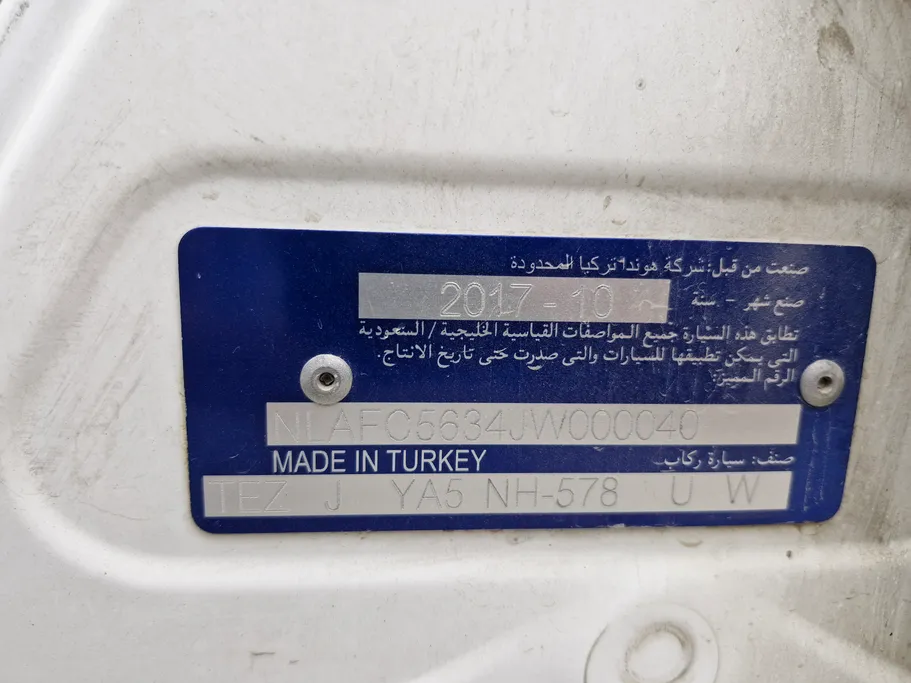 صنعت من قبل: شركة هوندا تركيا المحدودة
صنع شهر - سنة 2017 - 10
تطابق هذه السيارة جميع المواصفات القياسية الخليجية / السعودية
التي يمكن تطبيقها للسيارات والتي صدرت حتى تاريخ الانتاج.
الرقم المميز:
NLAFC5634JW000040
MADE IN TURKEY صنف: سيارة ركاب
TEZ J YA5 NH-578 U W